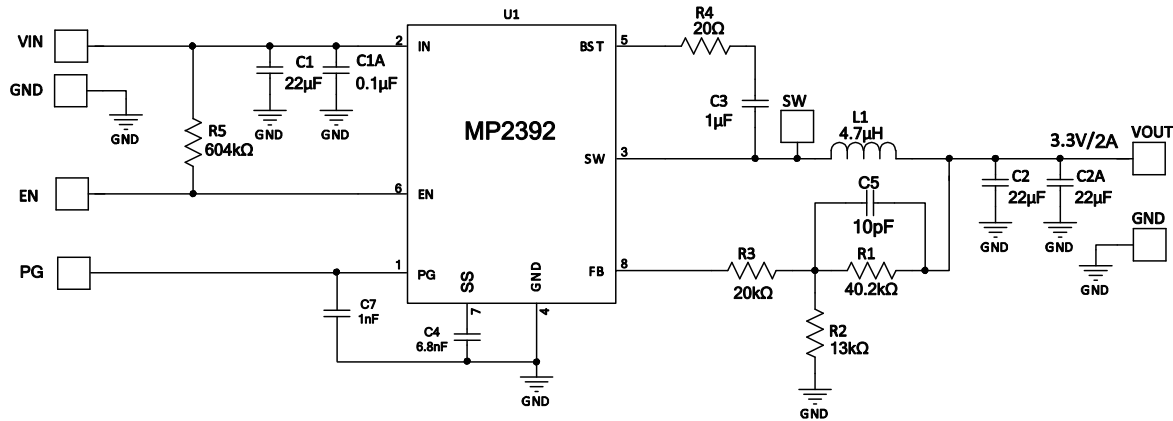 U1
MP2392
VIN
GND
GND
EN
PG
R5
604kΩ
C1
22µF
GND
C1A
0.1µF
GND
2
IN
6
EN
1
PG
C7
1nF
SS
7
C4
6.8nF
GND
4
GND
BST
5
R4
20Ω
C3
1µF
SW
SW
3
L1
4.7µH
3.3V/2A
VOUT
C2
22µF
GND
C2A
22µF
GND
GND
GND
C5
10pF
FB
8
R3
20kΩ
R1
40.2kΩ
R2
13kΩ
GND